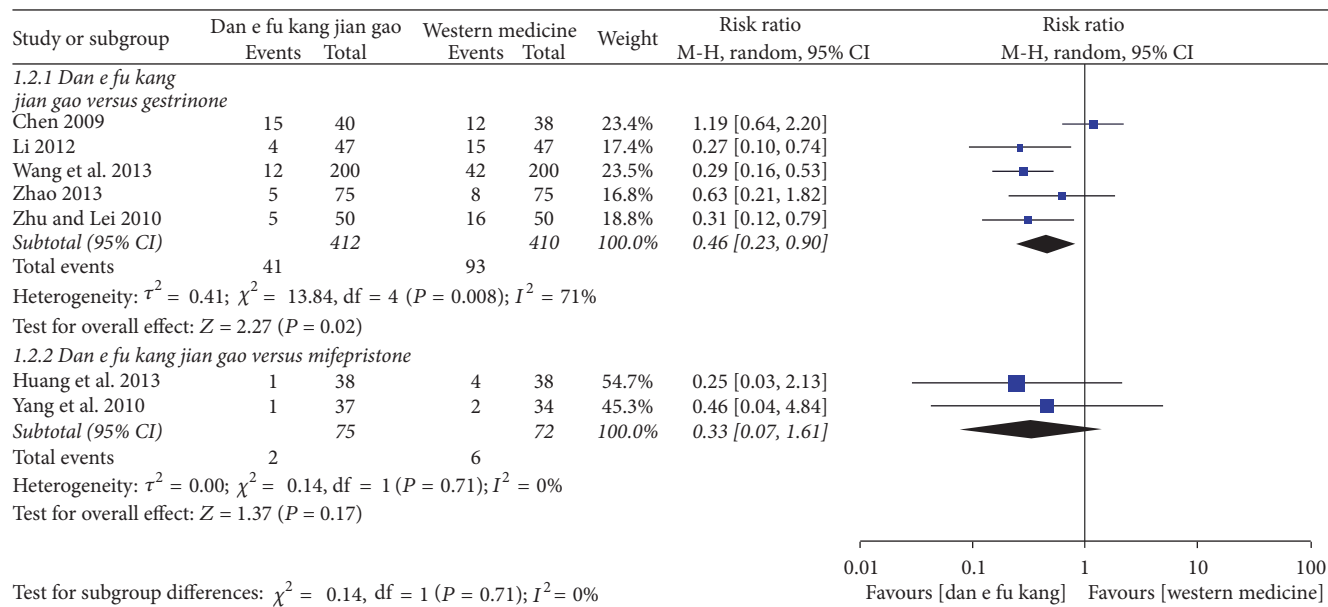 Study or subgroup Dan e fu kang jian gao Western medicine Weight Risk ratio Risk ratio
Events Total Events Total M-H, random, 95% CI M-H, random, 95% CI
1.2.1 Dan e fu kang
jian gao versus gestrinone
Chen 2009 15 40 12 38 23.4% 1.19 [0.64, 2.20]
Li 2012 4 47 15 47 17.4% 0.27 [0.10, 0.74]
Wang et al. 2013 12 200 42 200 23.5% 0.29 [0.16, 0.53]
Zhao 2013 5 75 8 75 16.8% 0.63 [0.21, 1.82]
Zhu and Lei 2010 5 50 16 50 18.8% 0.31 [0.12, 0.79]
Subtotal (95% CI) 412 410 100.0% 0.46 [0.23, 0.90]
Total events 41 93
Heterogeneity: τ² = 0.41; χ² = 13.84, df = 4 (P = 0.008); I² = 71%
Test for overall effect: Z = 2.27 (P = 0.02)
1.2.2 Dan e fu kang jian gao versus mifepristone
Huang et al. 2013 1 38 4 38 54.7% 0.25 [0.03, 2.13]
Yang et al. 2010 1 37 2 34 45.3% 0.46 [0.04, 4.84]
Subtotal (95% CI) 75 72 100.0% 0.33 [0.07, 1.61]
Total events 2 6
Heterogeneity: τ² = 0.00; χ² = 0.14, df = 1 (P = 0.71); I² = 0%
Test for overall effect: Z = 1.37 (P = 0.17)
0.01 0.1 1 10 100
Test for subgroup differences: χ² = 0.14, df = 1 (P = 0.71); I² = 0% Favours [dan e fu kang] Favours [western medicine]